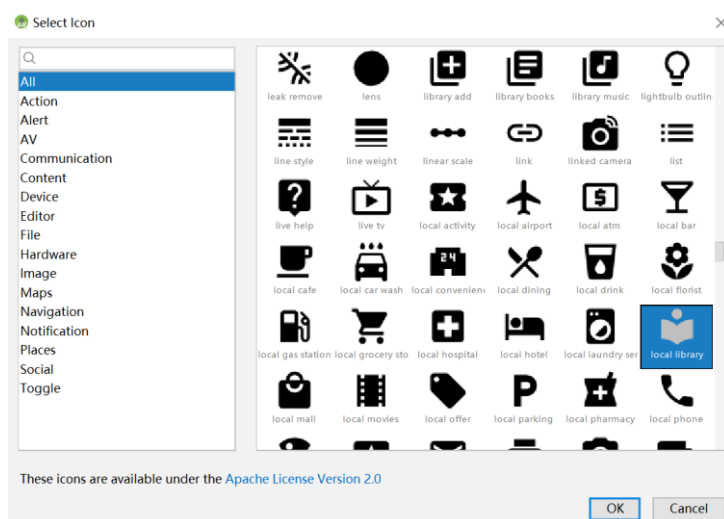 Select Icon
All
Action
Alert
AV
Communication
Content
Device
Editor
File
Hardware
Image
Maps
Navigation
Notification
Places
Social
Toggle
leak remove lens library add library books library music lightbulb outlin
line style line weight linear scale link linked camera list
live help live tv local activity local airport local atm local bar
24
local cafe local car wash local convenienc local dining local drink local florist
local gas station local grocery sto local hospital local hotel local laundry ser local library
P
local mall local movies local offer local parking local pharmacy local phone
These icons are available under the Apache License Version 2.0
OK Cancel